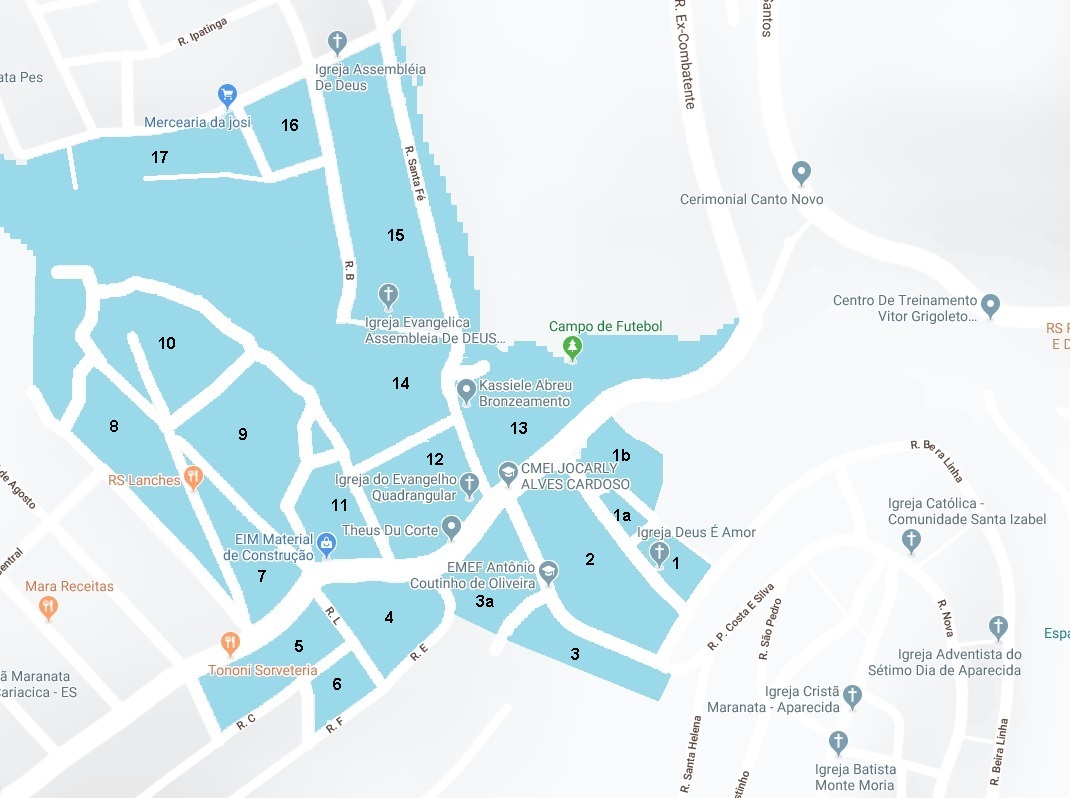 R. Ipatinga
R. Ex-Combatente
Santos
ata Pes
Igreja Assembléia
De Deus
Mercearia da josi
16
17
R. Santa Fé
Cerimonial Canto Novo
15
R. B
Igreja Evangelica
Assembleia De DEUS...
Centro De Treinamento
Vitor Grigoleto...
Campo de Futebol
RS F
E D
10
14
Kassiele Abreu
Bronzeamento
8
9
13
12
1b
R. Beira Linha
de Agosto
RS Lanches
Igreja do Evangelho
Quadrangular
CMEI JOCARLY
ALVES CARDOSO
11
1a
Igreja Católica -
Comunidade Santa Izabel
Theus Du Corte
Igreja Deus É Amor
EIM Material
de Construção
1
2
entral
Mara Receitas
7
EMEF Antônio
Coutinho de Oliveira
3a
R. P. Costa E Silva
R. São Pedro
R. Nova
4
R. L
5
R. E
3
Igreja Adventista do
Sétimo Dia de Aparecida
Espa
Tononi Sorveteria
ã Maranata
ariacica - ES
6
Igreja Cristã
Maranata - Aparecida
R. C
R. F
R. Santa Helena
stinho
R. Beira Linha
Igreja Batista
Monte Moria